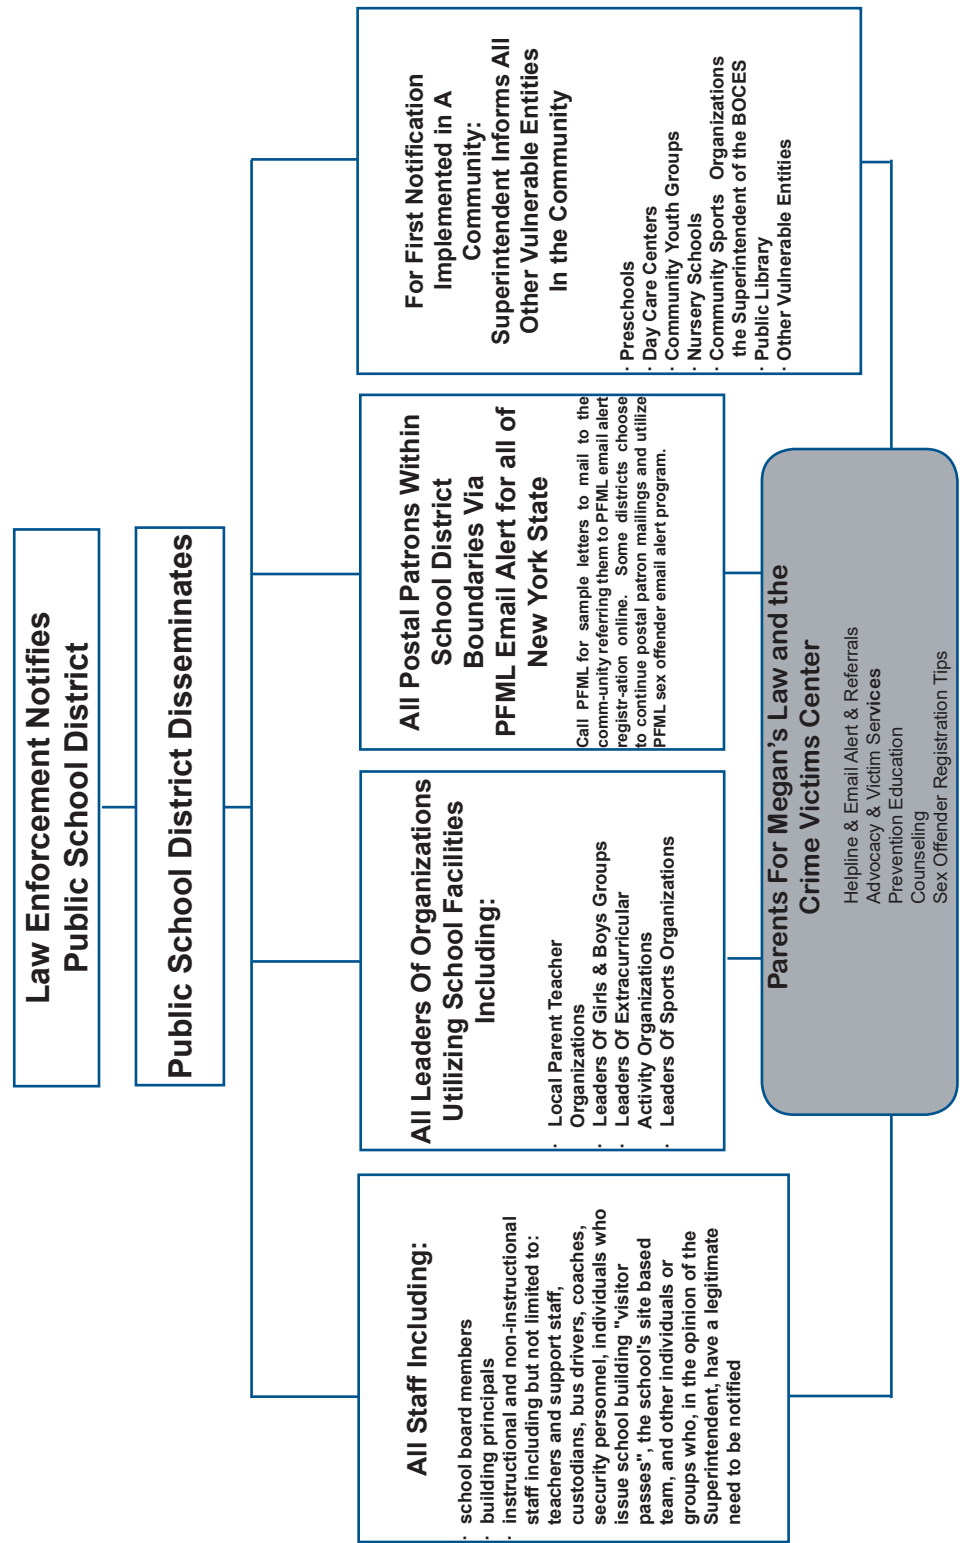 Law Enforcement Notifies
Public School District
Public School District Disseminates
All Staff Including:
· school board members
· building principals
· instructional and non-instructional
staff including but not limited to:
teachers and support staff,
custodians, bus drivers, coaches,
security personnel, individuals who
issue school building "visitor
passes", the school's site based
team, and other individuals or
groups who, in the opinion of the
Superintendent, have a legitimate
need to be notified
All Leaders Of Organizations
Utilizing School Facilities
Including:
· Local Parent Teacher
Organizations
· Leaders Of Girls & Boys Groups
· Leaders Of Extracurricular
Activity Organizations
· Leaders Of Sports Organizations
All Postal Patrons Within
School District
Boundaries Via
PFML Email Alert for all of
New York State
Call PFML for sample letters to mail to the
comm-unity referring them to PFML email alert
registr-ation online. Some districts choose
to continue postal patron mailings and utilize
PFML sex offender email alert program.
For First Notification
Implemented in A
Community:
Superintendent Informs All
Other Vulnerable Entities
In the Community
· Preschools
· Day Care Centers
· Community Youth Groups
· Nursery Schools
· Community Sports Organizations
the Superintendent of the BOCES
· Public Library
· Other Vulnerable Entities
Parents For Megan's Law and the
Crime Victims Center
Helpline & Email Alert & Referrals
Advocacy & Victim Services
Prevention Education
Counseling
Sex Offender Registration Tips